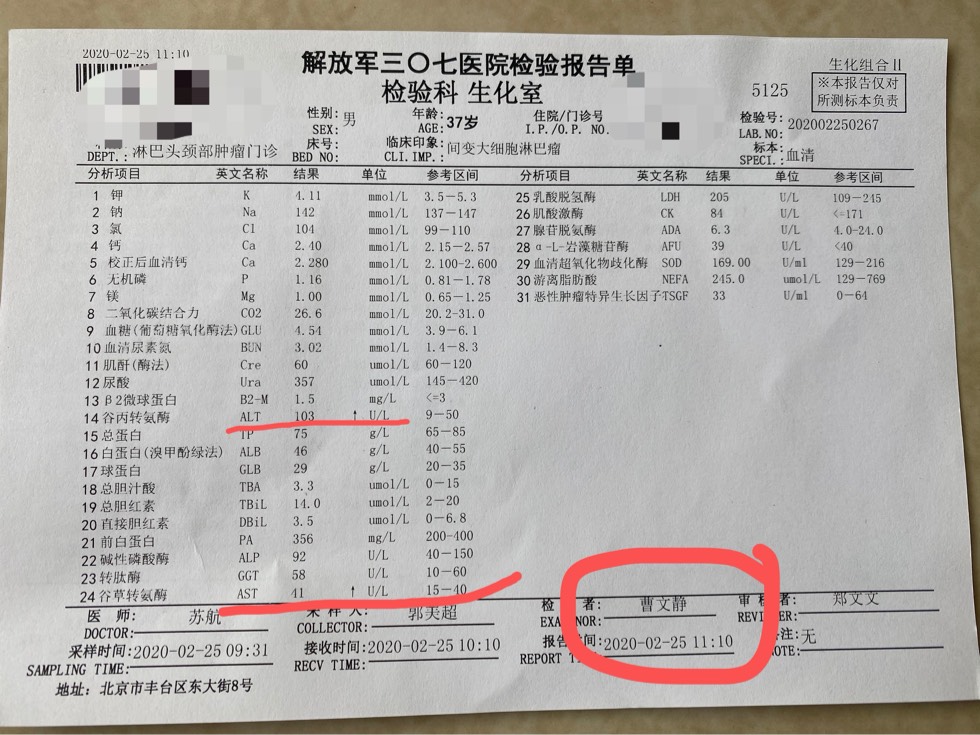 2020-02-25 11:10
解放军三〇七医院检验报告单
生化组合Ⅱ
检验科 生化室
5125
※本报告仅对
所测标本负责
性别:男
SEX:
年龄:37岁
AGE:
住院/门诊号
I.P./O.P. NO.
检验号:202002250267
LAB.NO:
DEPT.:淋巴头颈部肿瘤门诊
床号:
BED NO:
临床印象:间变大细胞淋巴瘤
CLI.IMP.:
标本:血清
SPECI.:
分析项目 英文名称 结果 单位 参考区间 分析项目 英文名称 结果 单位 参考区间
1 钾 K 4.11 mmol/L 3.5-5.3 25 乳酸脱氢酶 LDH 205 U/L 109-245
2 钠 Na 142 mmol/L 137-147 26 肌酸激酶 CK 84 U/L <=171
3 氯 Cl 104 mmol/L 99-110 27 腺苷脱氨酶 ADA 6.3 U/L 4.0-24.0
4 钙 Ca 2.40 mmol/L 2.15-2.57 28 α-L-岩藻糖苷酶 AFU 39 U/L <40
5 校正后血清钙 Ca 2.280 mmol/L 2.100-2.600 29 血清超氧化物歧化酶 SOD 169.00 U/ml 129-216
6 无机磷 P 1.16 mmol/L 0.81-1.78 30 游离脂肪酸 NEFA 245.0 umol/L 129-769
7 镁 Mg 1.00 mmol/L 0.65-1.25 31 恶性肿瘤特异生长因子 TSGF 33 U/ml 0-64
8 二氧化碳结合力 CO2 26.6 mmol/L 20.2-31.0
9 血糖(葡萄糖氧化酶法) GLU 4.54 mmol/L 3.9-6.1
10 血清尿素氮 BUN 3.02 mmol/L 1.4-8.3
11 肌酐(酶法) Cre 60 umol/L 60-120
12 尿酸 Ura 357 umol/L 145-420
13 β2微球蛋白 B2-M 1.5 mg/L <=3
14 谷丙转氨酶 ALT 103 ↑ U/L 9-50
15 总蛋白 TP 75 g/L 65-85
16 白蛋白(溴甲酚绿法) ALB 46 g/L 40-55
17 球蛋白 GLB 29 g/L 20-35
18 总胆汁酸 TBA 3.3 umol/L 0-15
19 总胆红素 TBiL 14.0 umol/L 2-20
20 直接胆红素 DBiL 3.5 umol/L 0-6.8
21 前白蛋白 PA 356 mg/L 200-400
22 碱性磷酸酶 ALP 92 U/L 40-150
23 转肽酶 GGT 58 U/L 10-60
24 谷草转氨酶 AST 41 ↑ U/L 15-40
医 师: 苏航 采 样 人: 郭美超 检 者: 曹文静 审 者: 郑文文
DOCTOR: COLLECTOR: EXAMINOR: REVIEWER:
采样时间:2020-02-25 09:31 接收时间:2020-02-25 10:10 报告时间:2020-02-25 11:10 注:无
SAMPLING TIME: RECV TIME: REPORT TI NOTE:
地址: 北京市丰台区东大街8号